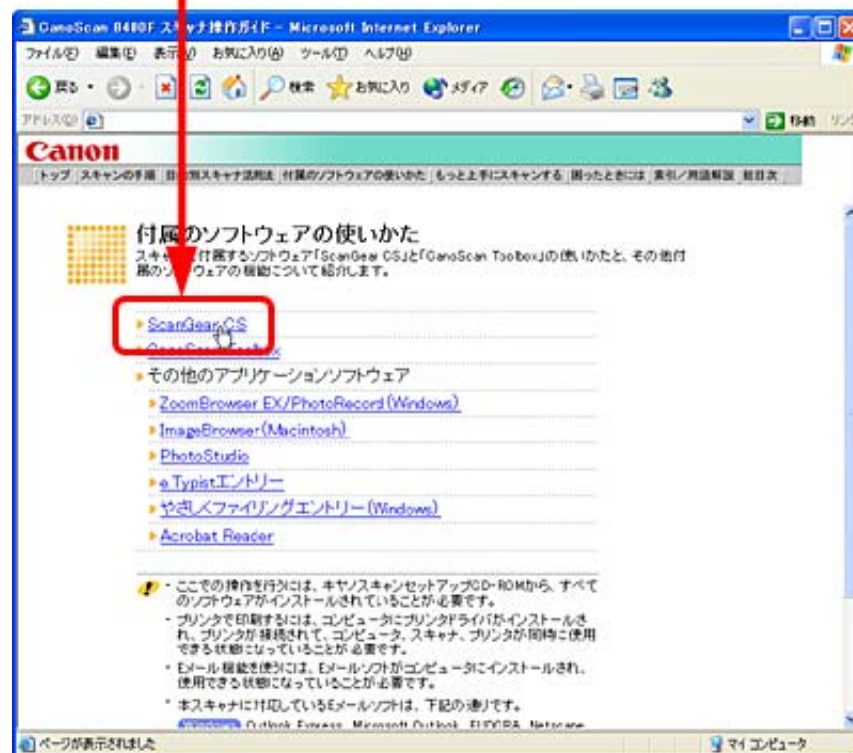 CanoScan 8400F スキャナ操作ガイド - Microsoft Internet Explorer
ファイル(F) 編集(E) 表示(V) お気に入り(A) ツール(T) ヘルプ(H)
戻る 検索 お気に入り メディア
アドレス(D) 移動 リンク
Canon
トップ スキャンの手順 目的別スキャナ活用法 付属のソフトウェアの使いかた もっと上手にスキャンする 困ったときには 索引/用語解説 総目次
付属のソフトウェアの使いかた
付属するソフトウェア「ScanGear CS」と「CanoScan Toolbox」の使いかたと、その他付
属のソフトウェアの機能について紹介します。
ScanGear CS
CanoScan Toolbox
その他のアプリケーションソフトウェア
ZoomBrowser EX/PhotoRecord(Windows)
ImageBrowser(Macintosh)
PhotoStudio
e.Typistエントリー
やさしくファイリングエントリー(Windows)
Acrobat Reader
・ここでの操作を行うには、キヤノスキャンセットアップCD-ROMから、すべて
のソフトウェアがインストールされていることが必要です。
・プリンタで印刷するには、コンピュータにプリンタドライバがインストールさ
れ、プリンタが接続されて、コンピュータ、スキャナ、プリンタが同時に使用
できる状態になっていることが必要です。
・Eメール機能を使うには、Eメールソフトがコンピュータにインストールされ、
使用できる状態になっていることが必要です。
* 本スキャナに対応しているEメールソフトは、下記の通りです。
Windows Outlook Express, Microsoft Outlook, EUDORA, Netscape
ページが表示されました マイ コンピュータ